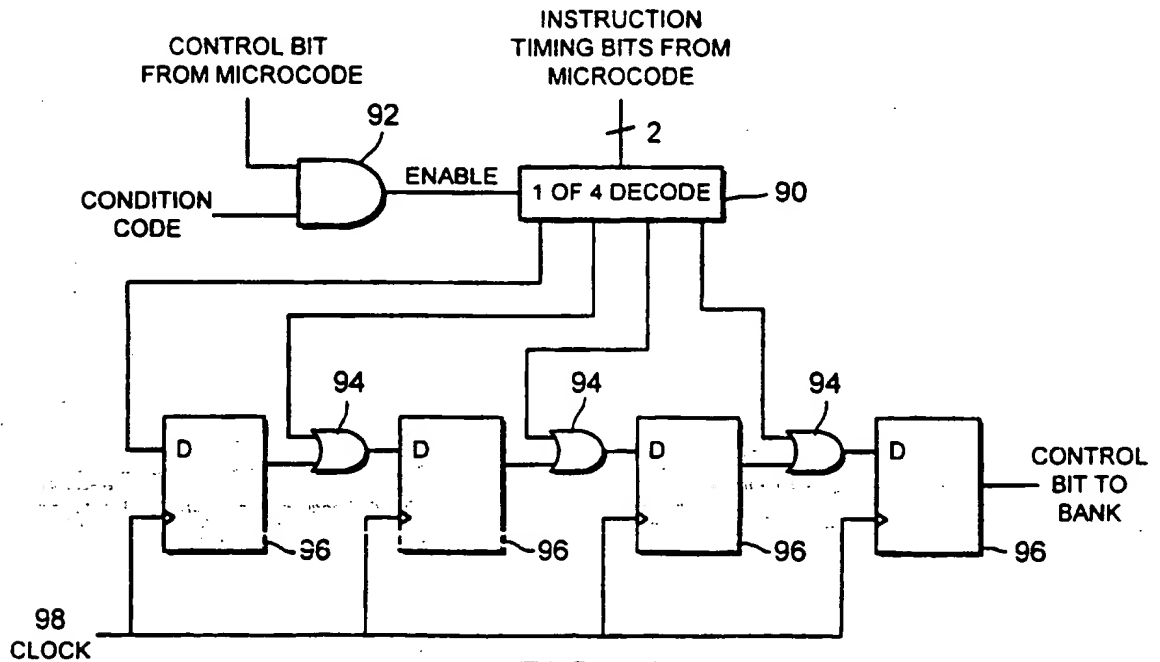 INSTRUCTION
TIMING BITS FROM
MICROCODE
CONTROL BIT
FROM MICROCODE
92
2
ENABLE
1 OF 4 DECODE
90
CONDITION
CODE
94
94
94
D
D
D
D
CONTROL
BIT TO
BANK
96
96
96
96
98
CLOCK